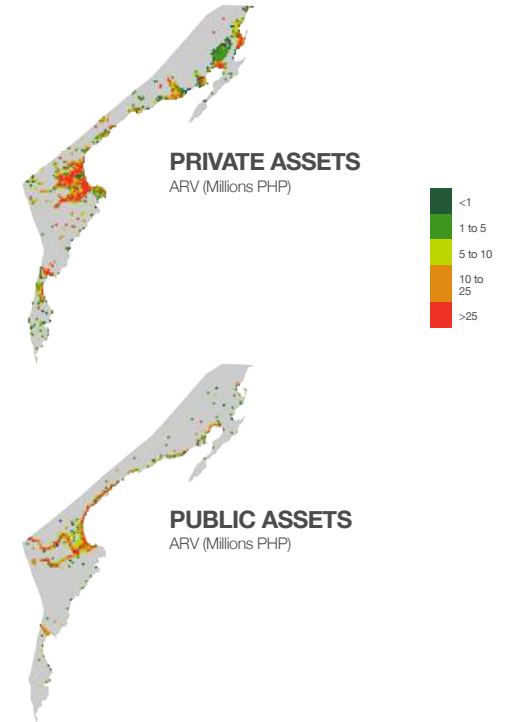 PRIVATE ASSETS
ARV (Millions PHP)
<1
1 to 5
5 to 10
10 to
25
>25
PUBLIC ASSETS
ARV (Millions PHP)